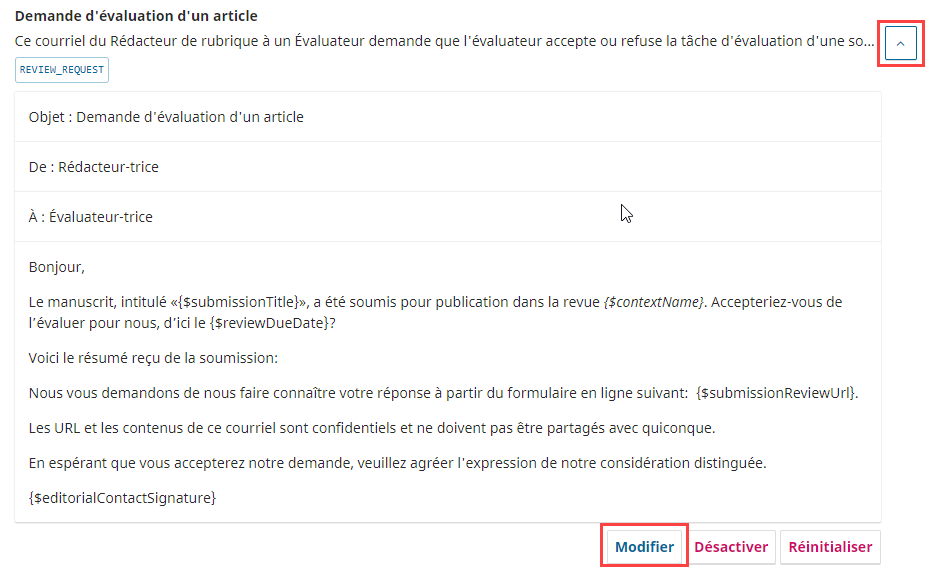 Demande d'évaluation d'un article
Ce courriel du Rédacteur de rubrique à un Évaluateur demande que l'évaluateur accepte ou refuse la tâche d'évaluation d'une so...
REVIEW_REQUEST
Objet : Demande d'évaluation d'un article
De : Rédacteur-trice
À : Évaluateur-trice
Bonjour,
Le manuscrit, intitulé «{$submissionTitle}», a été soumis pour publication dans la revue {$contextName}. Accepteriez-vous de
l’évaluer pour nous, d’ici le {$reviewDueDate}?
Voici le résumé reçu de la soumission:
Nous vous demandons de nous faire connaître votre réponse à partir du formulaire en ligne suivant:  {$submissionReviewUrl}.
Les URL et les contenus de ce courriel sont confidentiels et ne doivent pas être partagés avec quiconque.
En espérant que vous accepterez notre demande, veuillez agréer l'expression de notre considération distinguée.
{$editorialContactSignature}
Modifier Désactiver Réinitialiser